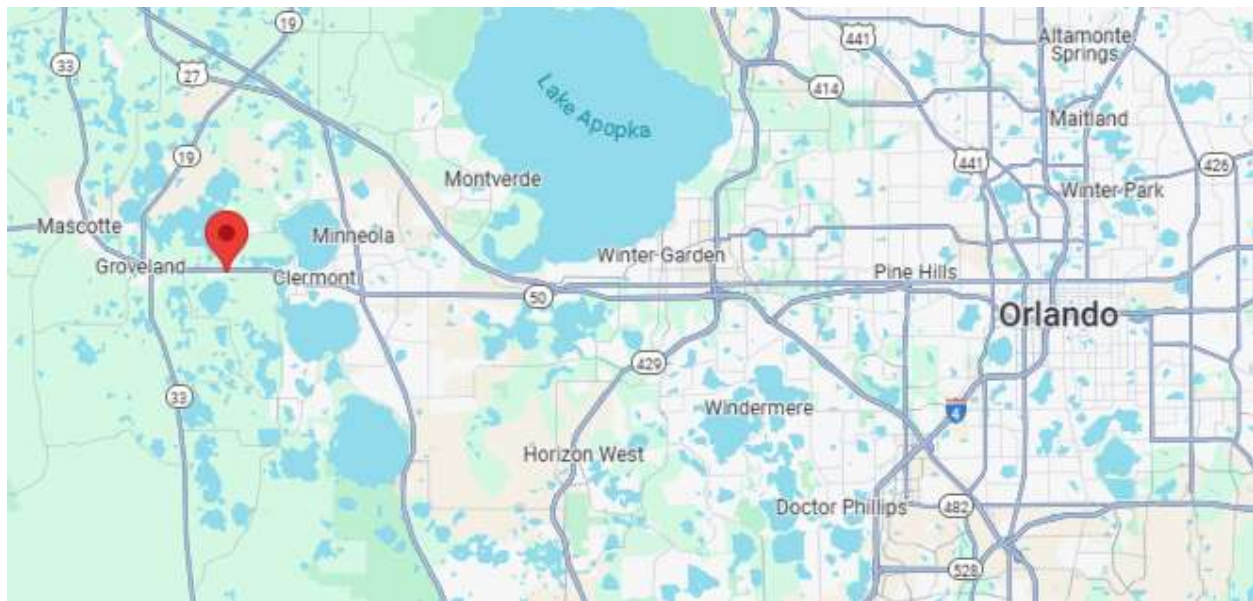 19
441
Altamonte
Springs
33
27
414
Lake Apopka
Maitland
19
441
426
Montverde
Winter Park
Mascotte
Minneola
Winter Garden
Groveland
Clermont
Pine Hills
50
Orlando
429
33
Windermere
4
Horizon West
Doctor Phillips
482
528